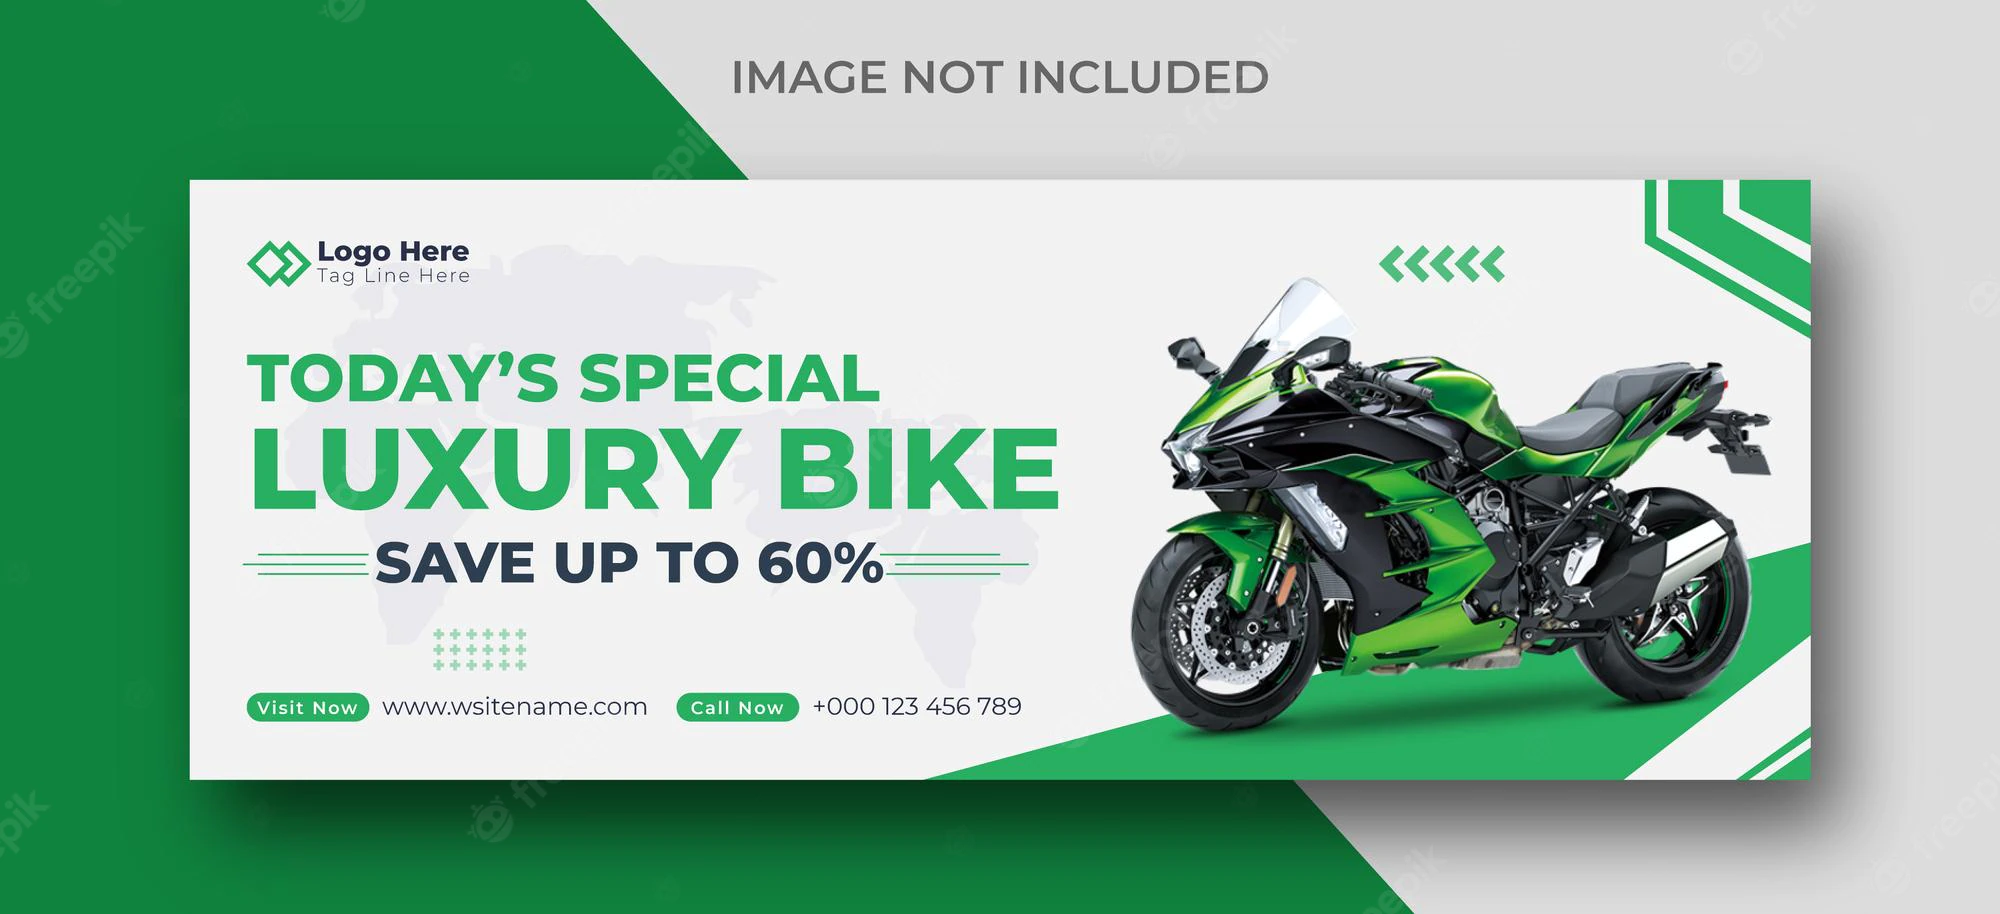 IMAGE NOT INCLUDED
Logo Here
Tag Line Here
TODAY'S SPECIAL
LUXURY BIKE
SAVE UP TO 60%
Visit Now www.wsitename.com Call Now +000 123 456 789
freepik